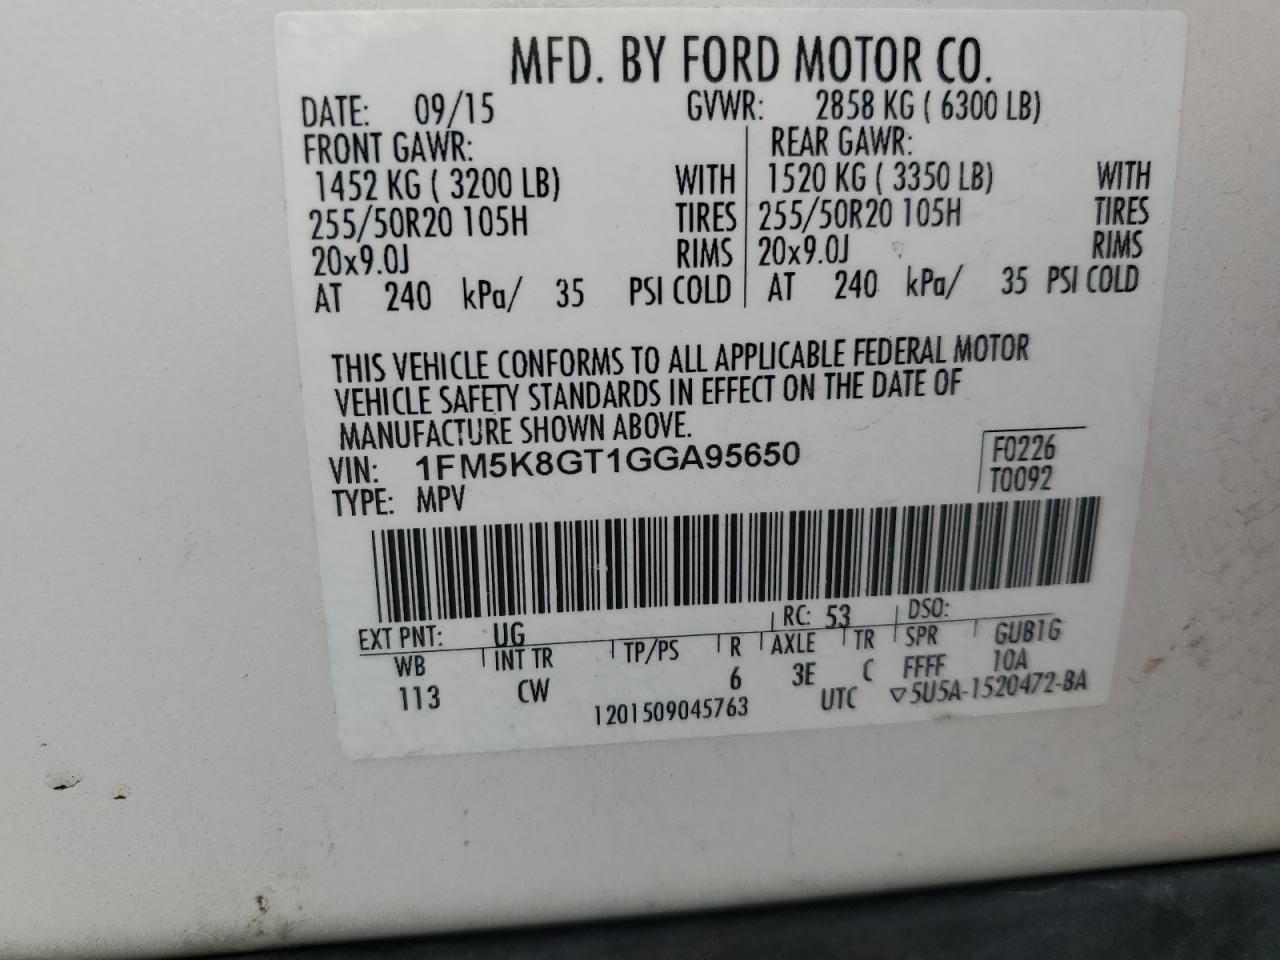 MFD. BY FORD MOTOR CO.
DATE: 09/15 GVWR: 2858 KG ( 6300 LB)
FRONT GAWR: REAR GAWR:
1452 KG ( 3200 LB) WITH 1520 KG ( 3350 LB) WITH
255/50R20 105H TIRES 255/50R20 105H TIRES
20x9.0J RIMS 20x9.0J RIMS
AT 240 kPa/ 35 PSI COLD AT 240 kPa/ 35 PSI COLD
THIS VEHICLE CONFORMS TO ALL APPLICABLE FEDERAL MOTOR
VEHICLE SAFETY STANDARDS IN EFFECT ON THE DATE OF
MANUFACTURE SHOWN ABOVE.
VIN: 1FM5K8GT1GGA95650 F0226
TYPE: MPV T0092
EXT PNT: UG RC: 53 DSO:
WB INT TR TP/PS R AXLE TR SPR GUB1G
113 CW 6 3E C FFFF 10A
1201509045763 UTC ▽5U5A-1520472-BA